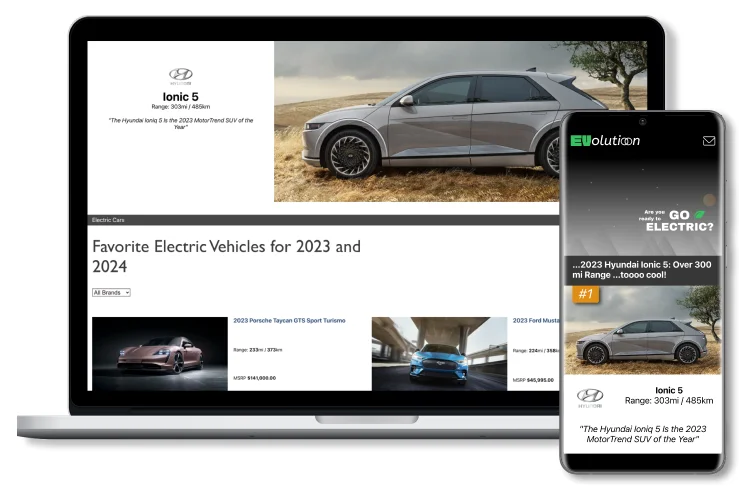 HYUNDAI
Ionic 5
Range: 303mi / 485km
"The Hyundai Ioniq 5 Is the 2023 MotorTrend SUV of the
Year"
Electric Cars
Favorite Electric Vehicles for 2023 and
2024
All Brands
2023 Porsche Taycan GTS Sport Turismo
Range: 233mi / 373km
MSRP $141,000.00
2023 Ford Musta
Range: 224mi / 358k
MSRP $45,995.00
EVolutioon
Are you
ready to
GO
ELECTRIC?
...2023 Hyundai Ionic 5: Over 300
mi Range ...toooo cool!
#1
HYUNDAI
Ionic 5
Range: 303mi / 485km
"The Hyundai Ioniq 5 Is the 2023
MotorTrend SUV of the Year"